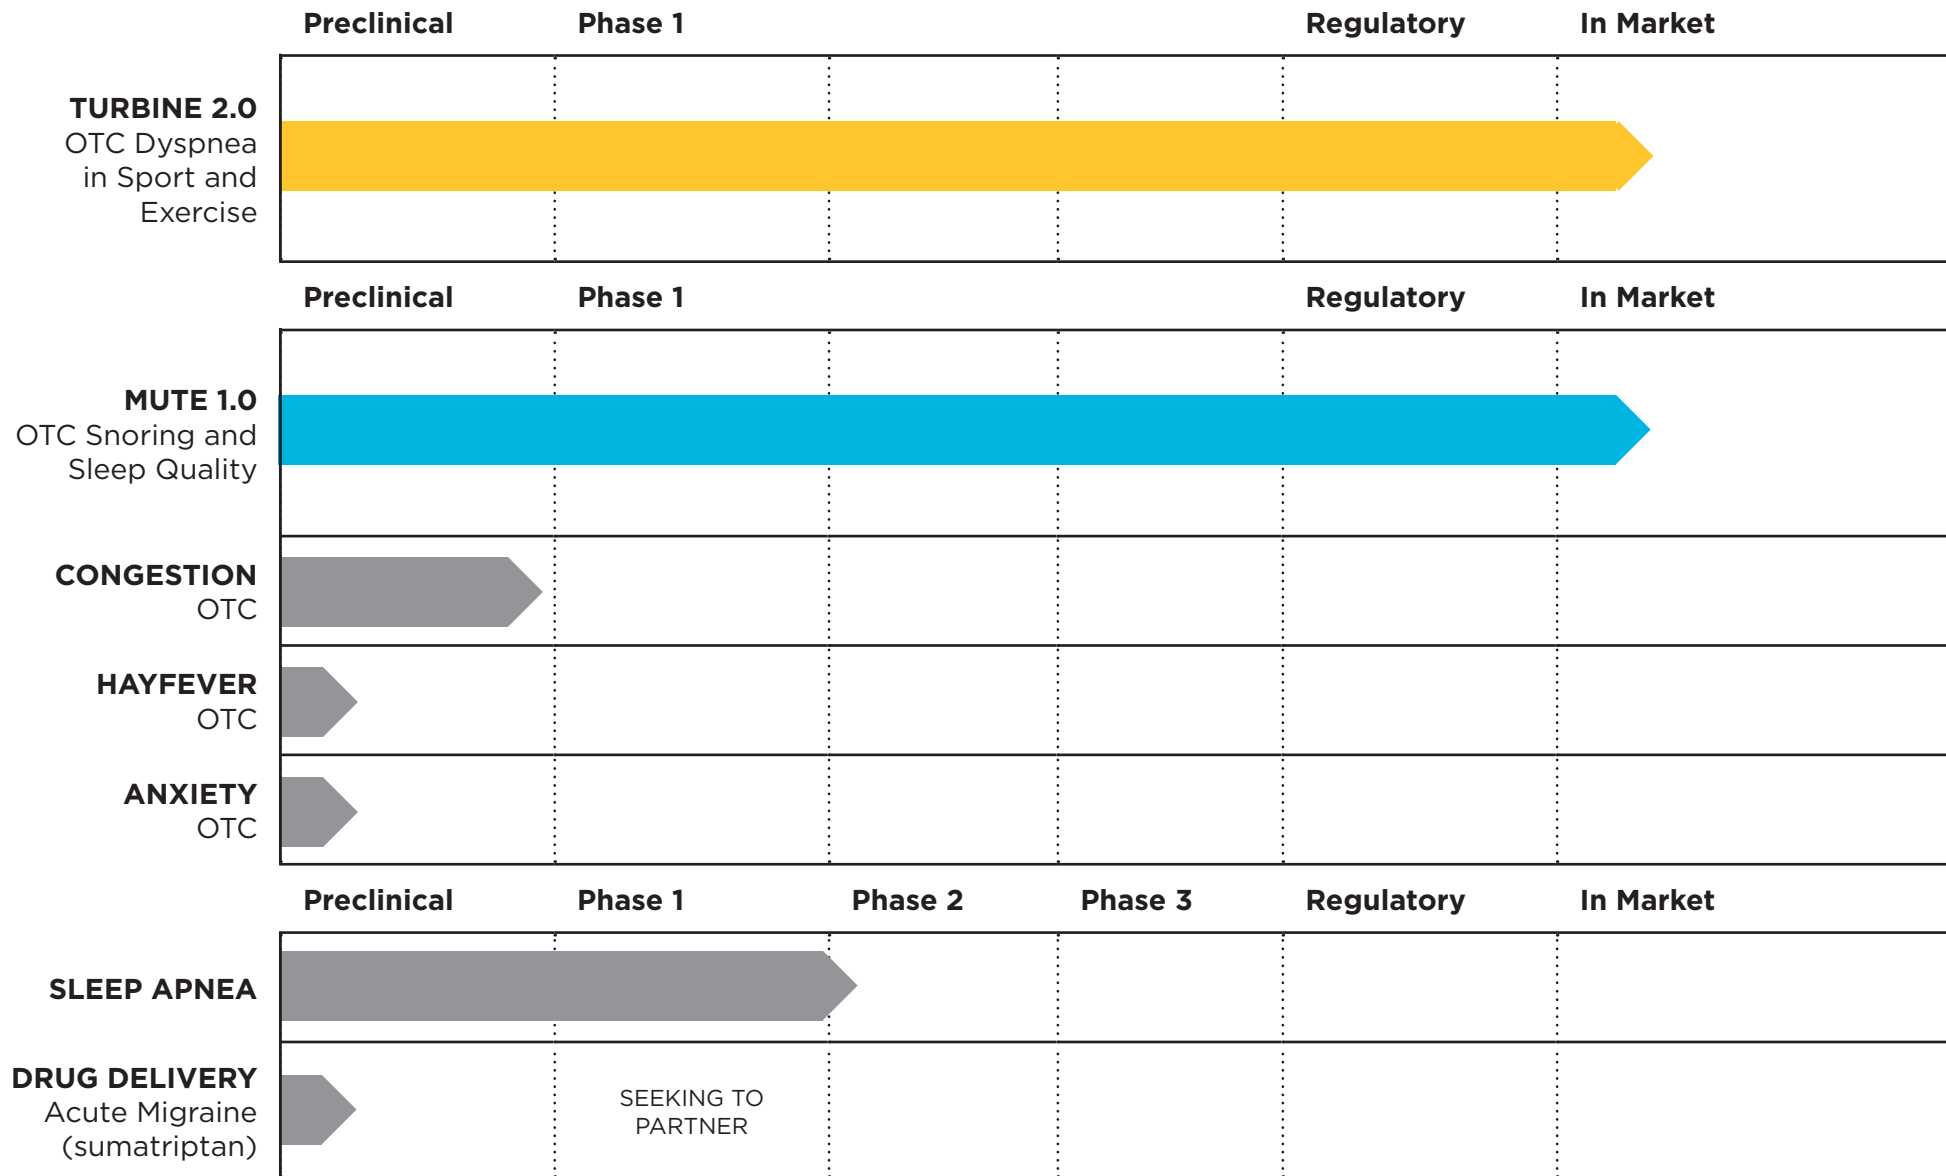 Preclinical Phase 1 Regulatory In Market
TURBINE 2.0
OTC Dyspnea
in Sport and
Exercise
Preclinical Phase 1 Regulatory In Market
MUTE 1.0
OTC Snoring and
Sleep Quality
CONGESTION
OTC
HAYFEVER
OTC
ANXIETY
OTC
Preclinical Phase 1 Phase 2 Phase 3 Regulatory In Market
SLEEP APNEA
DRUG DELIVERY
Acute Migraine
(sumatriptan)
SEEKING TO
PARTNER